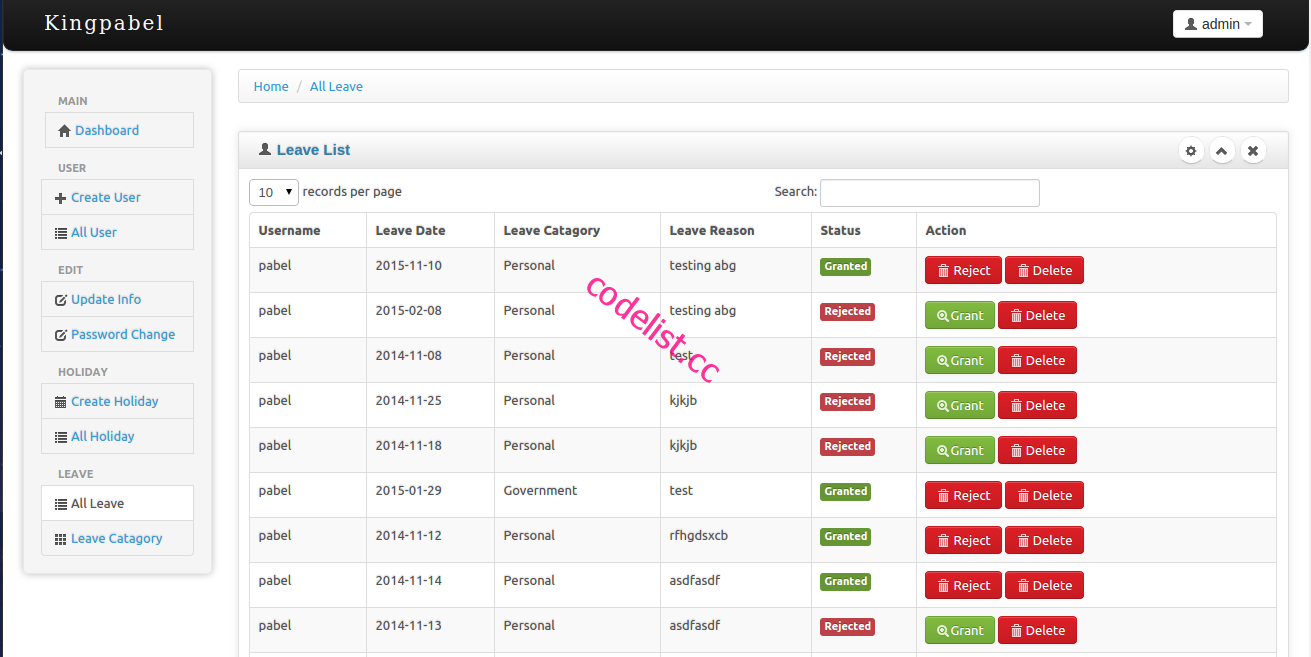 Kingpabel
admin
MAIN
Dashboard
USER
Create User
All User
EDIT
Update Info
Password Change
HOLIDAY
Create Holiday
All Holiday
LEAVE
All Leave
Leave Catagory
Home / All Leave
Leave List
10 records per page Search:
Username Leave Date Leave Catagory Leave Reason Status Action
pabel 2015-11-10 Personal testing abg Granted Reject Delete
pabel 2015-02-08 Personal testing abg Rejected Grant Delete
pabel 2014-11-08 Personal test Rejected Grant Delete
pabel 2014-11-25 Personal kjkjb Rejected Grant Delete
pabel 2014-11-18 Personal kjkjb Rejected Grant Delete
pabel 2015-01-29 Government test Granted Reject Delete
pabel 2014-11-12 Personal rfhgdsxcb Granted Reject Delete
pabel 2014-11-14 Personal asdfasdf Granted Reject Delete
pabel 2014-11-13 Personal asdfasdf Rejected Grant Delete
codelist.cc